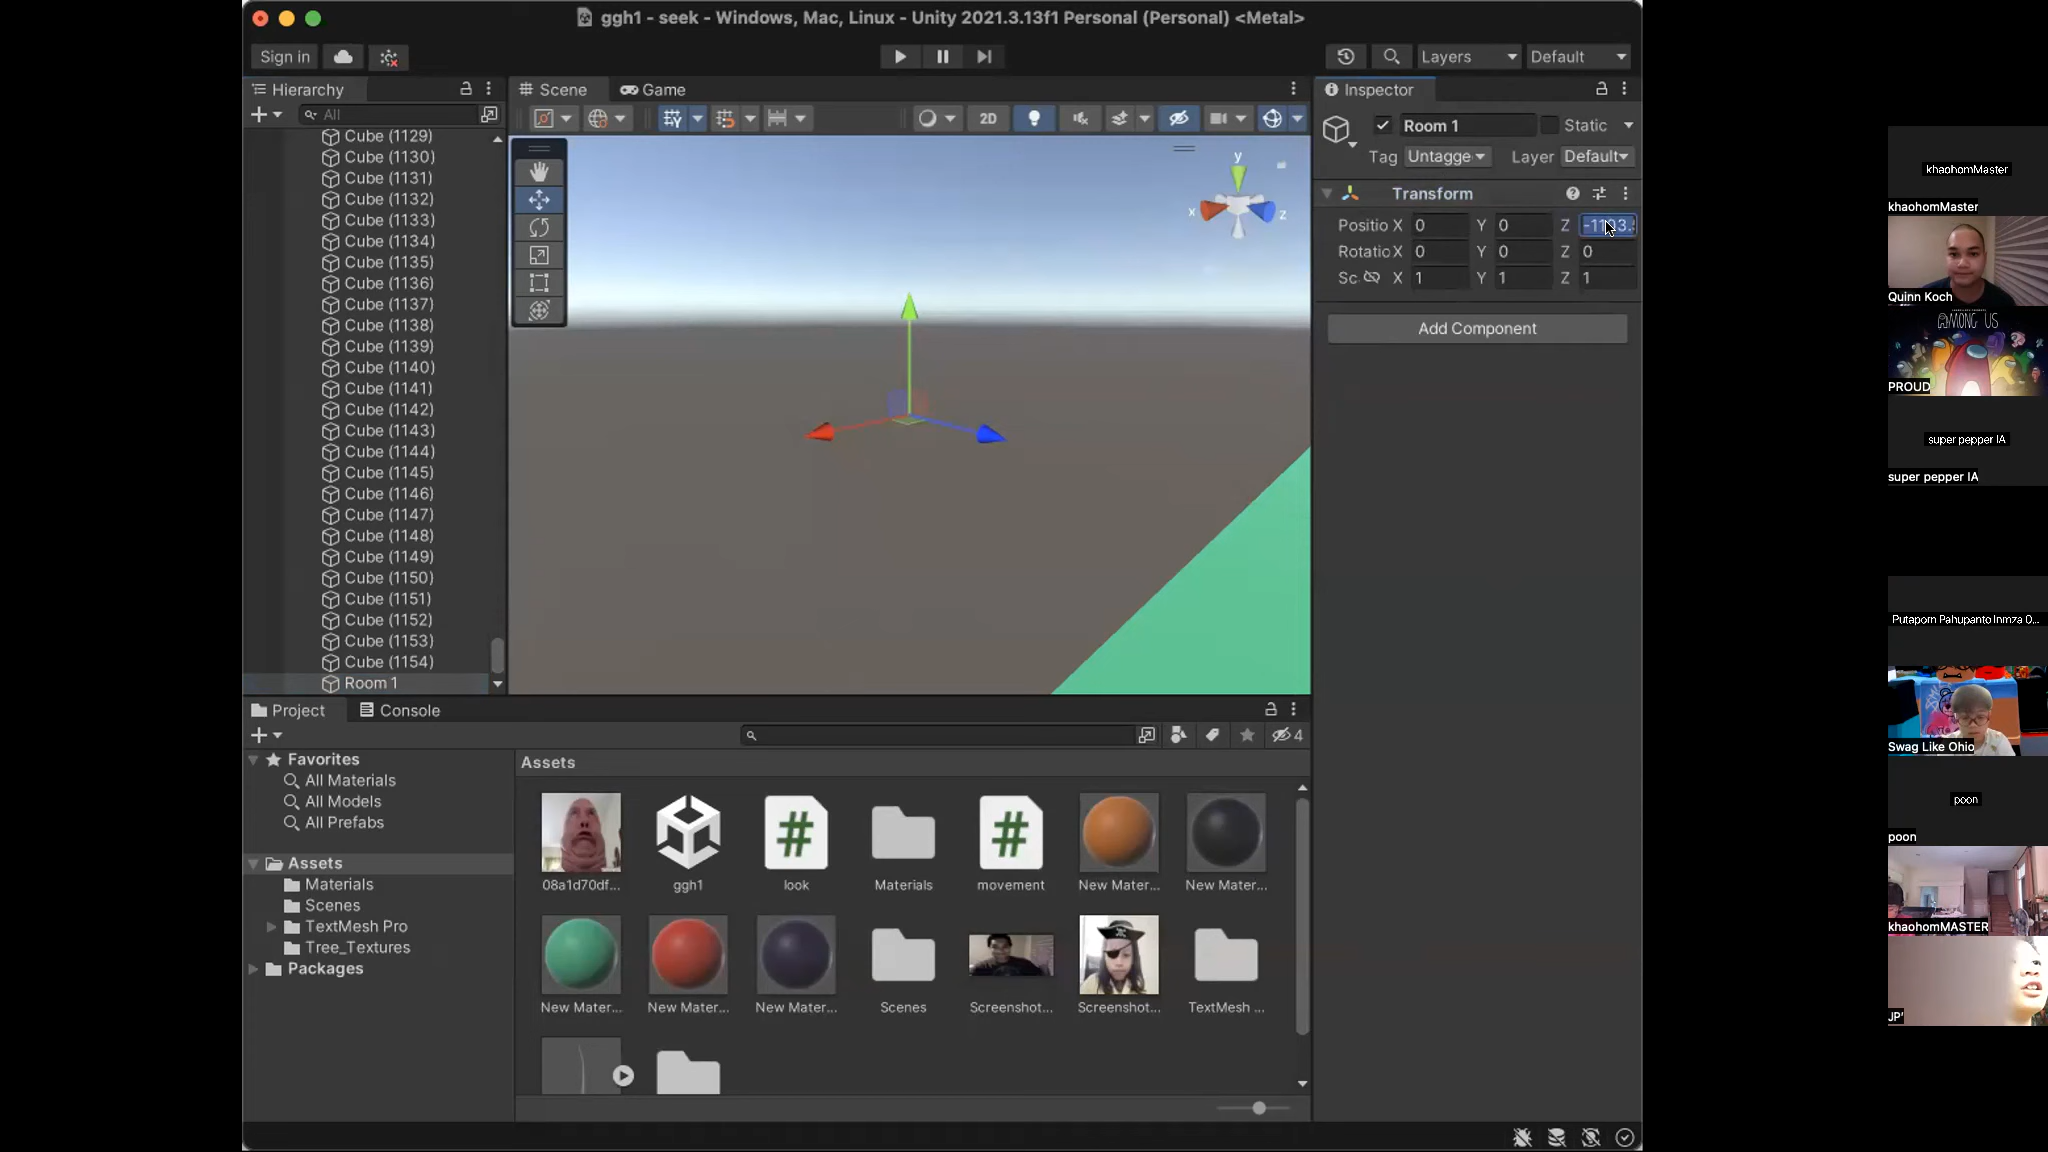 ggh1 - seek - Windows, Mac, Linux - Unity 2021.3.13f1 Personal (Personal) <Metal>
Sign in
Layers
Default
Hierarchy
All
Cube (1129)
Cube (1130)
Cube (1131)
Cube (1132)
Cube (1133)
Cube (1134)
Cube (1135)
Cube (1136)
Cube (1137)
Cube (1138)
Cube (1139)
Cube (1140)
Cube (1141)
Cube (1142)
Cube (1143)
Cube (1144)
Cube (1145)
Cube (1146)
Cube (1147)
Cube (1148)
Cube (1149)
Cube (1150)
Cube (1151)
Cube (1152)
Cube (1153)
Cube (1154)
Room 1
Scene
Game
2D
y
x
z
Inspector
Room 1
Static
Tag Untagge Layer Default
Transform
Positio X 0 Y 0 Z
Rotatio X 0 Y 0 Z 0
Sc X 1 Y 1 Z 1
Add Component
Project
Console
4
Favorites
All Materials
All Models
All Prefabs
Assets
Materials
Scenes
TextMesh Pro
Tree_Textures
Packages
Assets
08a1d70df...
ggh1
look
Materials
movement
New Mater...
New Mater...
New Mater...
New Mater...
New Mater...
Scenes
Screenshot...
Screenshot...
TextMesh ...
khaohomMaster
khaohomMaster
Quinn Koch
AMONG US
PROUD
super pepper IA
super pepper IA
Putaporn Pahupanto Inmza 0...
Swag Like Ohio
poon
poon
khaohomMASTER
JP'